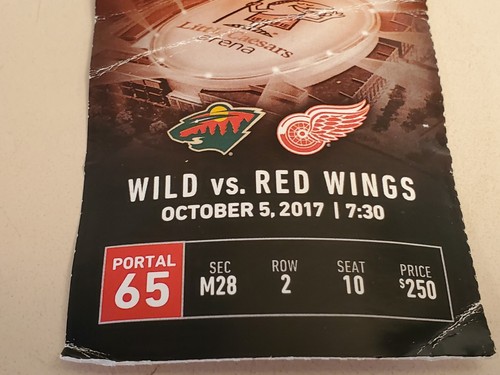 Little Caesars
arena
WILD vs. RED WINGS
OCTOBER 5, 2017 | 7:30
PORTAL
65
SEC
M28
ROW
2
SEAT
10
PRICE
$250